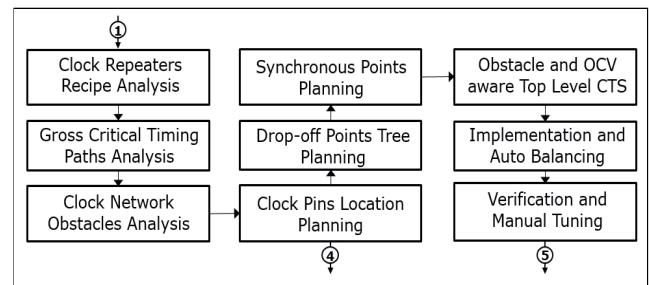 1
Clock Repeaters
Recipe Analysis
Gross Critical Timing
Paths Analysis
Clock Network
Obstacles Analysis
Synchronous Points
Planning
Drop-off Points Tree
Planning
Clock Pins Location
Planning
4
Obstacle and OCV
aware Top Level CTS
Implementation and
Auto Balancing
Verification and
Manual Tuning
5